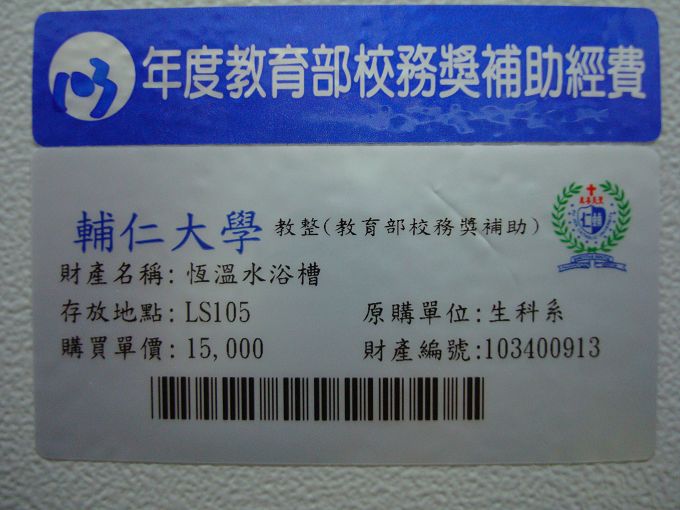 年度教育部校務獎補助經費
輔仁大學 教整(教育部校務獎補助)
財產名稱: 恆溫水浴槽
存放地點: LS105 原購單位:生科系
購買單價: 15,000 財產編號:103400913